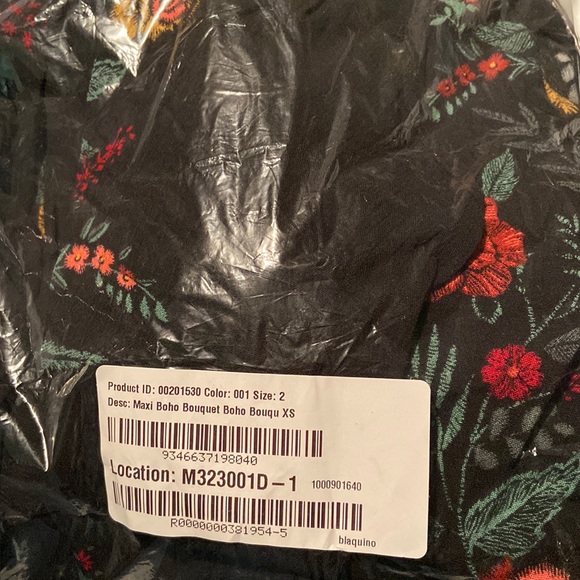 Product ID: 00201530 Color: 001 Size: 2
Desc: Maxi Boho Bouquet Boho Bouqu XS
9346637198040
Location: M323001D-1 1000901640
R0000000381954-5
blaquino